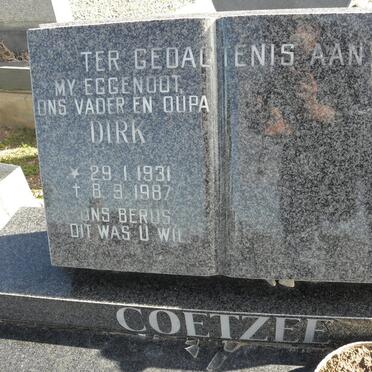 TER GEDAGTENIS AAN
MY EGGENOOT,
ONS VADER EN OUPA
DIRK
* 29.1.1931
† 8.9.1987
ONS BERUS
DIT WAS U WIL
COETZEE